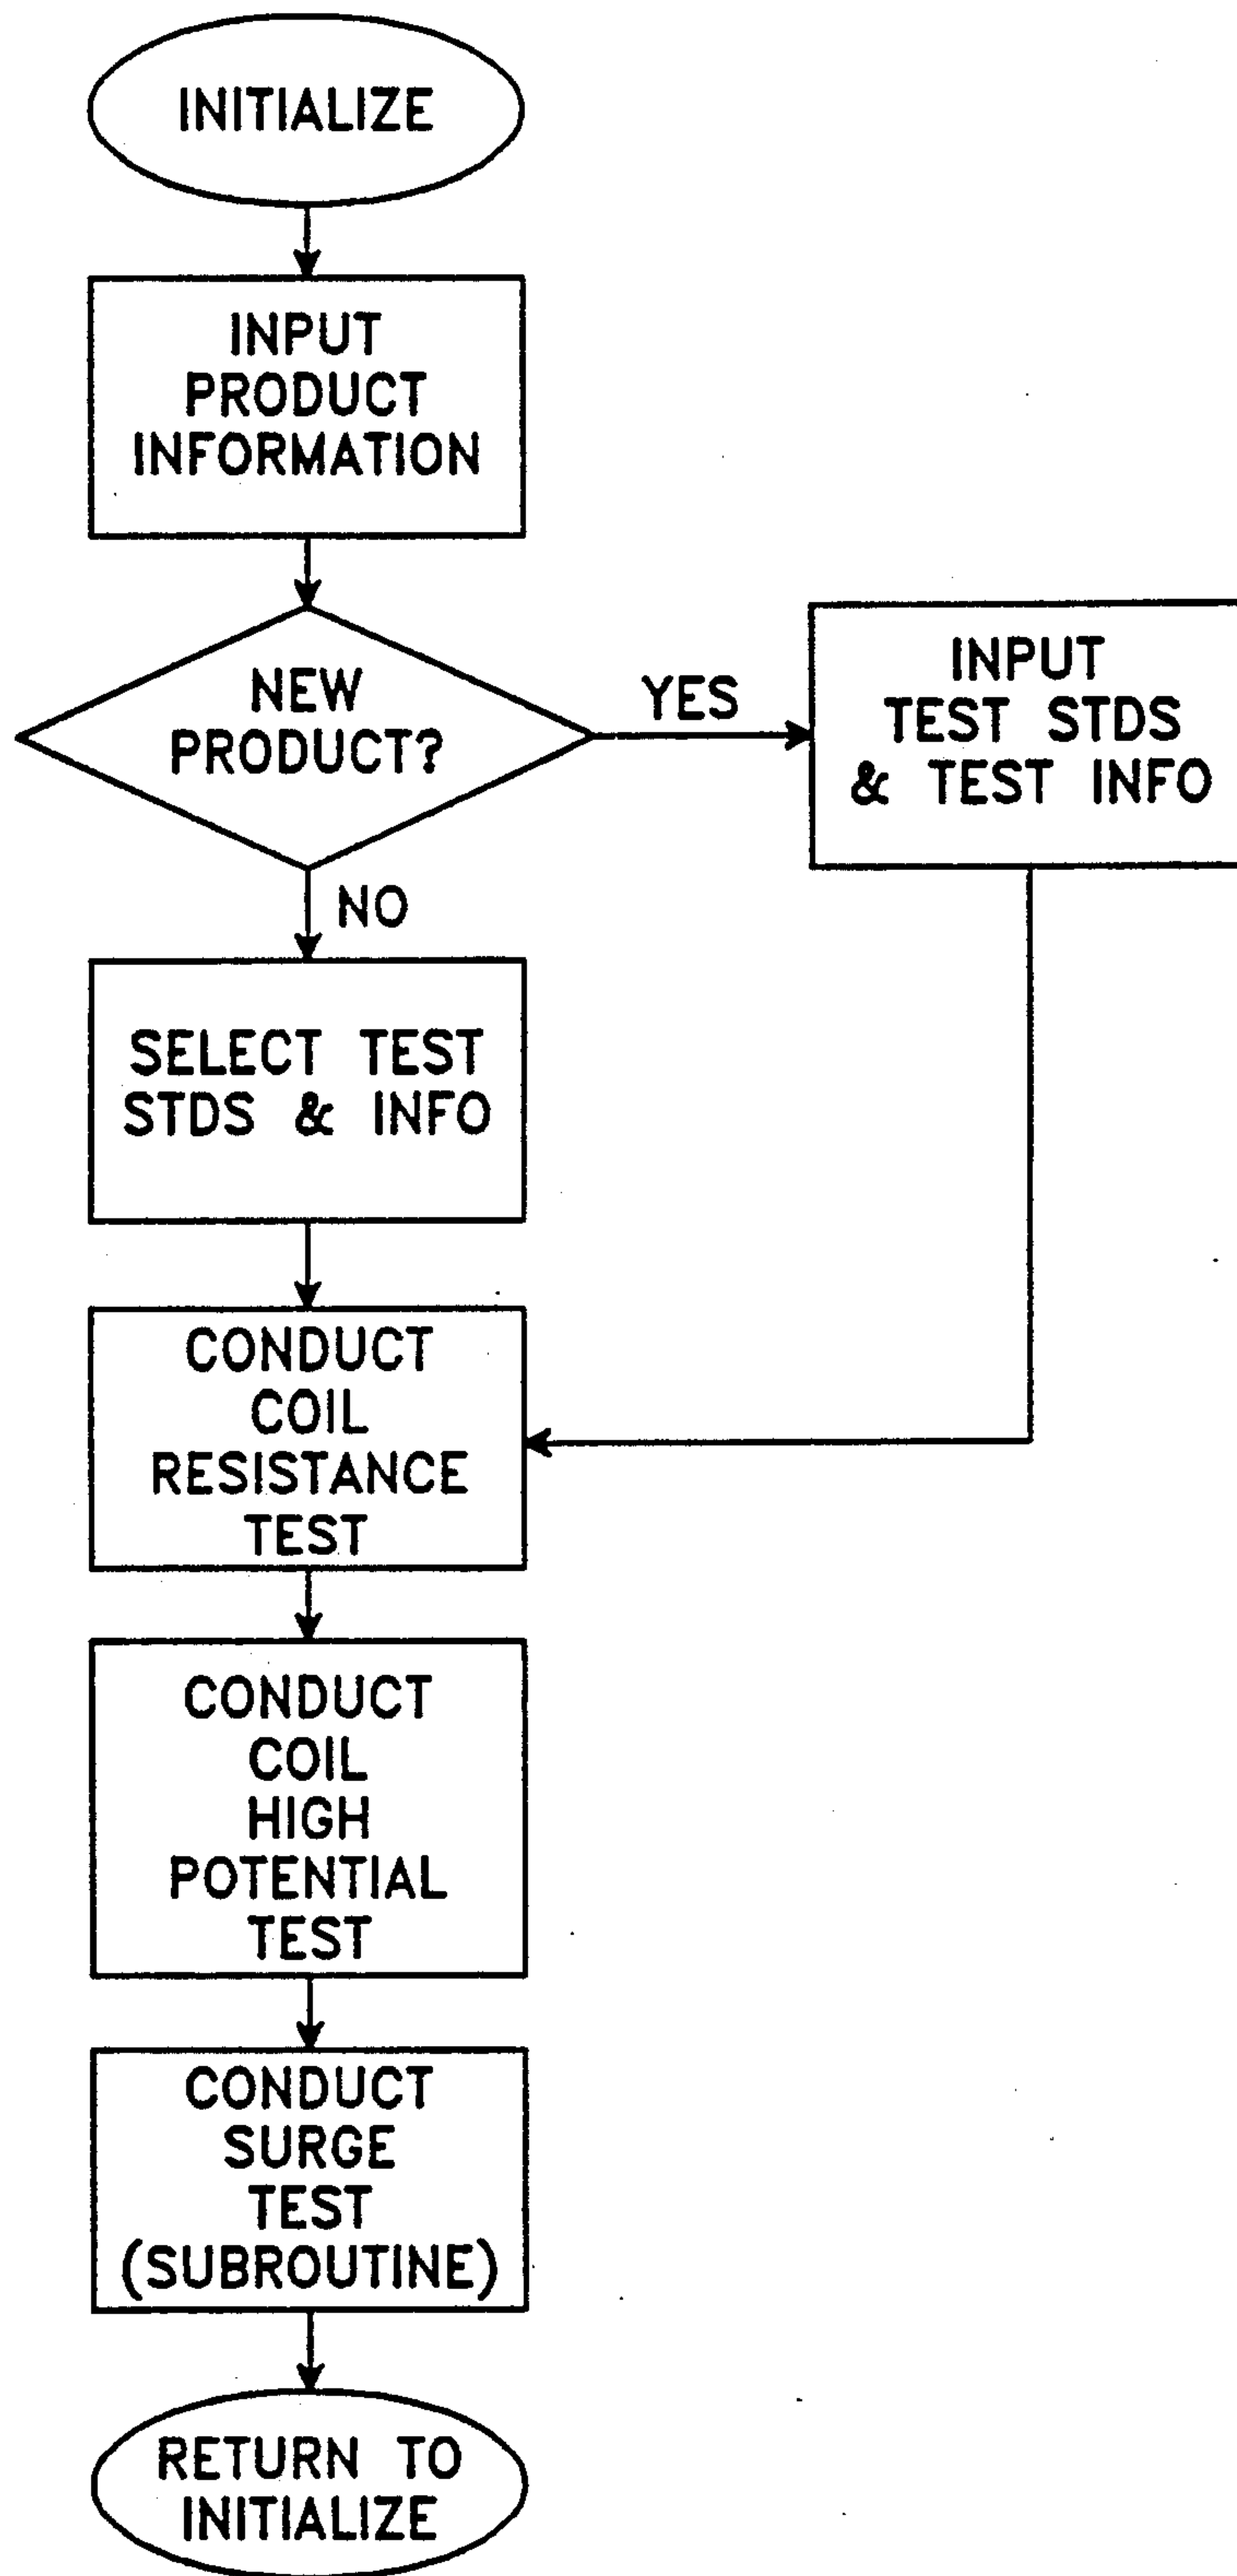 INITIALIZE
INPUT
PRODUCT
INFORMATION
NEW
PRODUCT?
YES
INPUT
TEST STDS
& TEST INFO
NO
SELECT TEST
STDS & INFO
CONDUCT
COIL
RESISTANCE
TEST
CONDUCT
COIL
HIGH
POTENTIAL
TEST
CONDUCT
SURGE
TEST
(SUBROUTINE)
RETURN TO
INITIALIZE